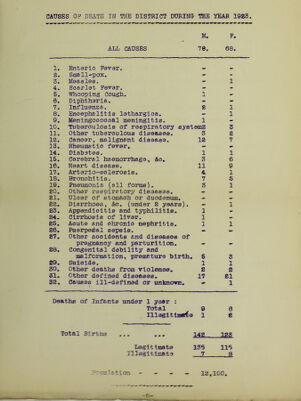 CAUSES OF DEATH IN THE DISTRICT DURING THE YEAR 1923.
M. F.
ALL CAUSES 78. 68.
1. Enteric Fever. - -
2. Small-pox. - -
3. Measles. - 1
4. Scarlet Fever. - -
5. Whooping Cough. 1 -
6. Diphtheria. - -
7. Influenza. 2 1
8. Encephalitis lethargica. - 1
9. Meningococcal meningitis. 1 -
10. Tuberculosis of respiratory system 2 3
11. Other tuberculous diseases. 3 2
12. Cancer, malignant disease. 12 7
13. Rheumatic fever. - -
14. Diabetes. 1 1
15. Cerebral haemorrhage, &c. 3 6
16. Heart disease. 11 9
17. Arterio-sclerosis. 4 1
18. Bronchitis. 7 5
19. Pneumonia (all forms). 3 1
20. Other respiratory diseases. - -
21. Ulcer of stomach or duodenum. - -
22. Diarrhoea, &c. (under 2 years). - 1
23. Appendicitis and typhilitis. 1 -
24. Cirrhosis of liver. 1 -
25. Acute and chronic nephritis. 1 1
26. Puerperal sepsis. - -
27. Other accidents and diseases of
pregnancy and parturition. - -
28. Congenital debility and
malformation, premature birth. 5 3
29. Suicide. 1 1
30. Other deaths from violence. 2 2
31. Other defined diseases. 17 21
32. Causes ill-defined or unknown. - 1
Deaths of Infants under 1 year :
Total 9 6
Illegitimate 1 2
Total Births ... ... 142 123
Legitimate 135 115
Illegitimate 7 8
Population - - - - 12,100.